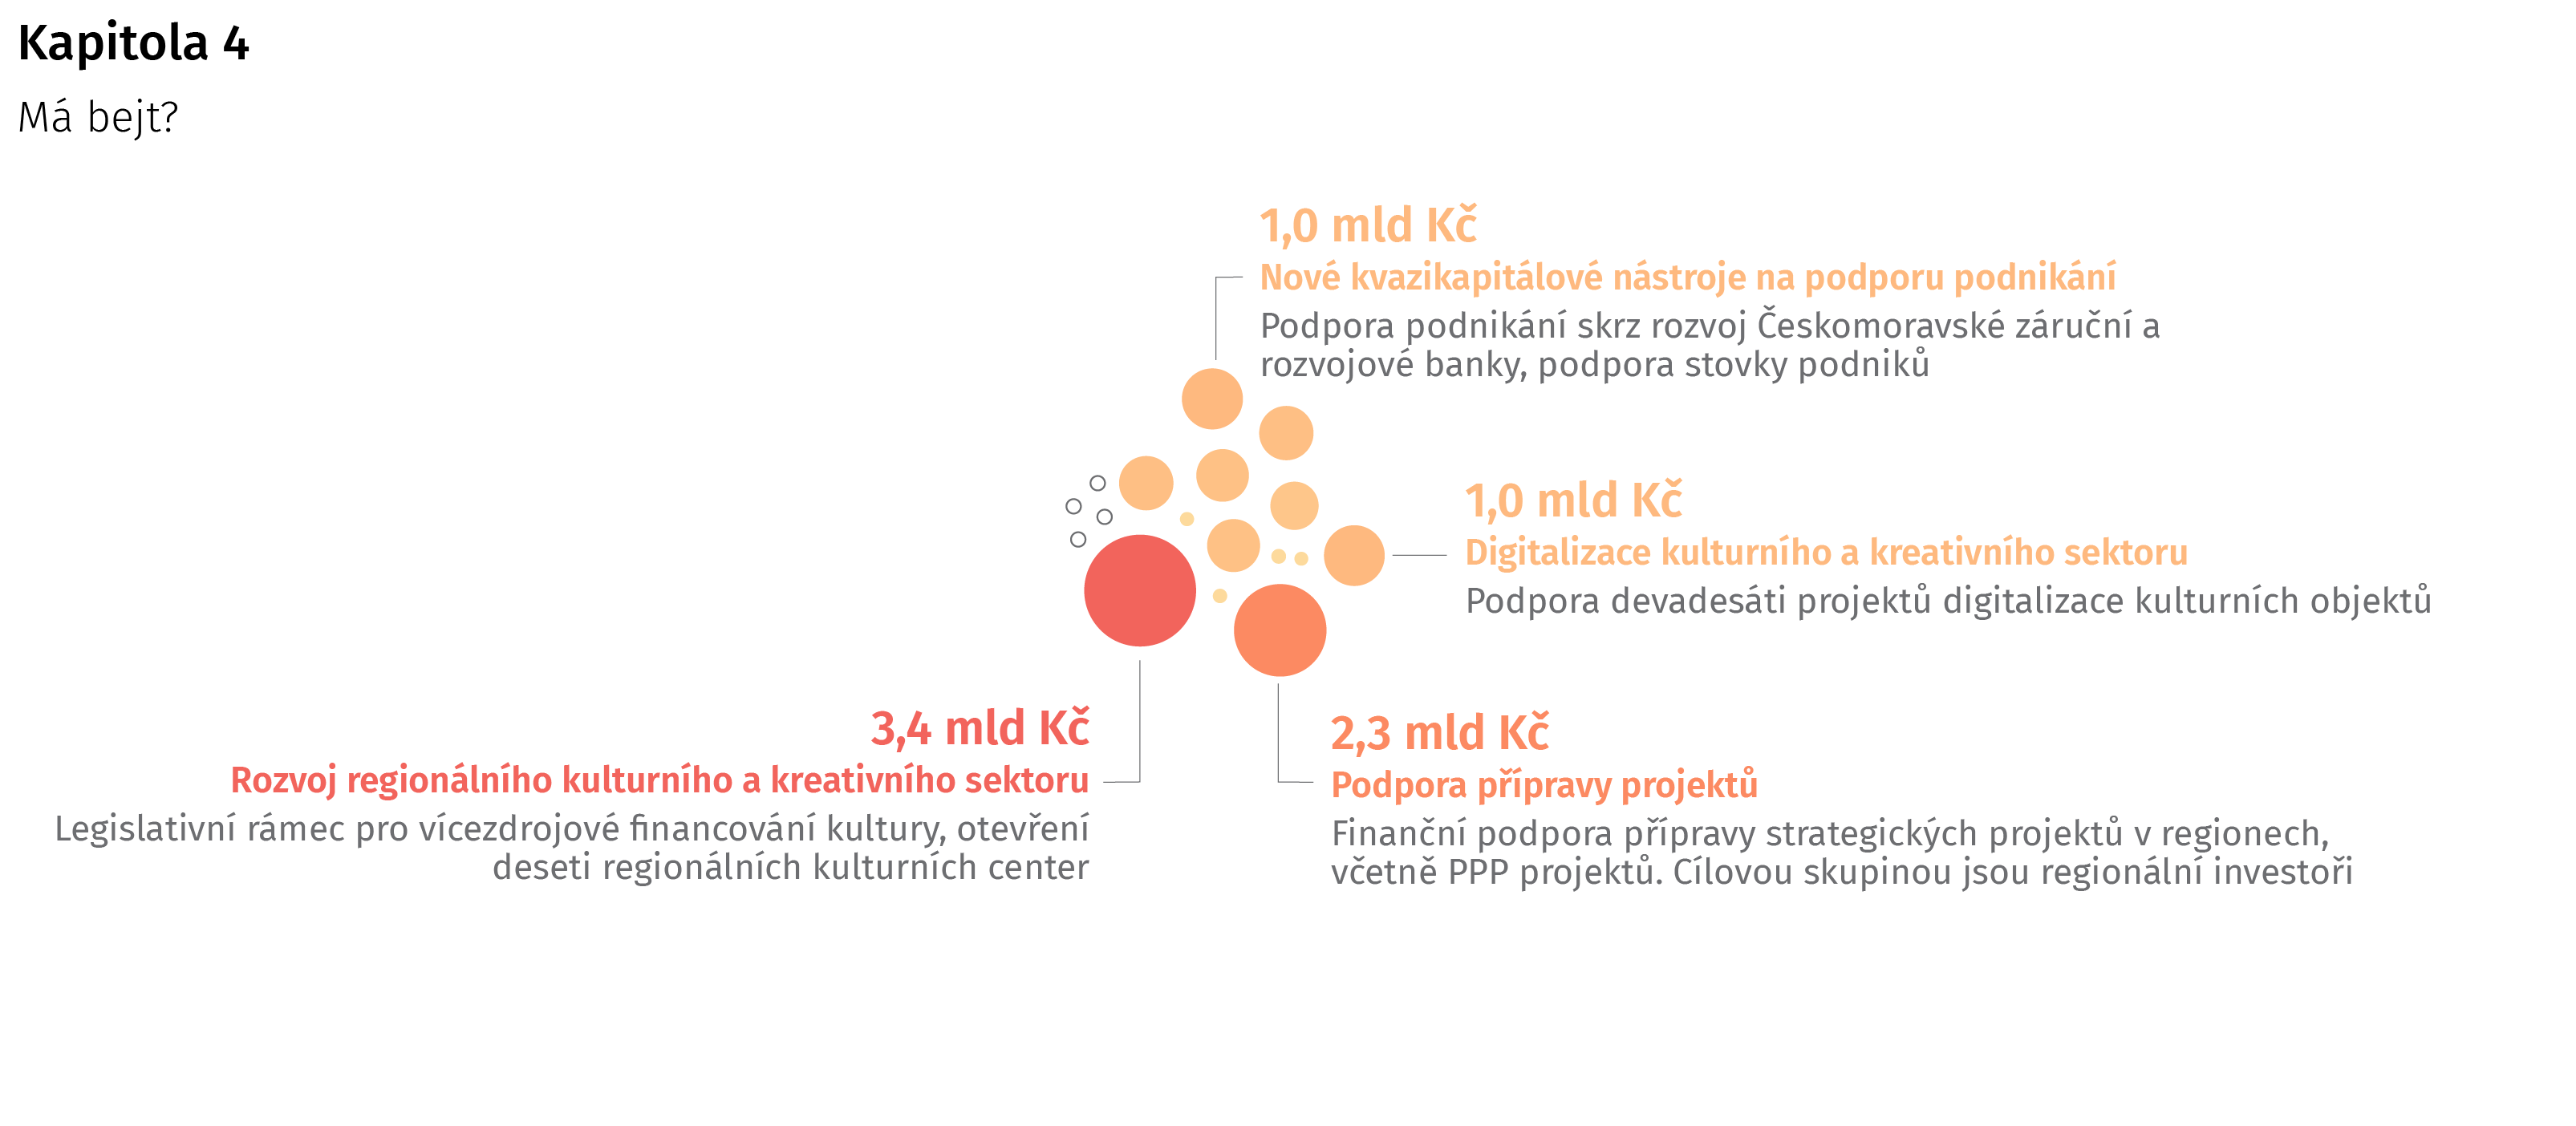 Kapitola 4
Má bejt?
1,0 mld Kč
Nové kvazikapitálové nástroje na podporu podnikání
Podpora podnikání skrz rozvoj Českomoravské záruční a
rozvojové banky, podpora stovky podniků
1,0 mld Kč
Digitalizace kulturního a kreativního sektoru
Podpora devadesáti projektů digitalizace kulturních objektů
3,4 mld Kč
Rozvoj regionálního kulturního a kreativního sektoru
Legislativní rámec pro vícezdrojové financování kultury, otevření
deseti regionálních kulturních center
2,3 mld Kč
Podpora přípravy projektů
Finanční podpora přípravy strategických projektů v regionech,
včetně PPP projektů. Cílovou skupinou jsou regionální investoři